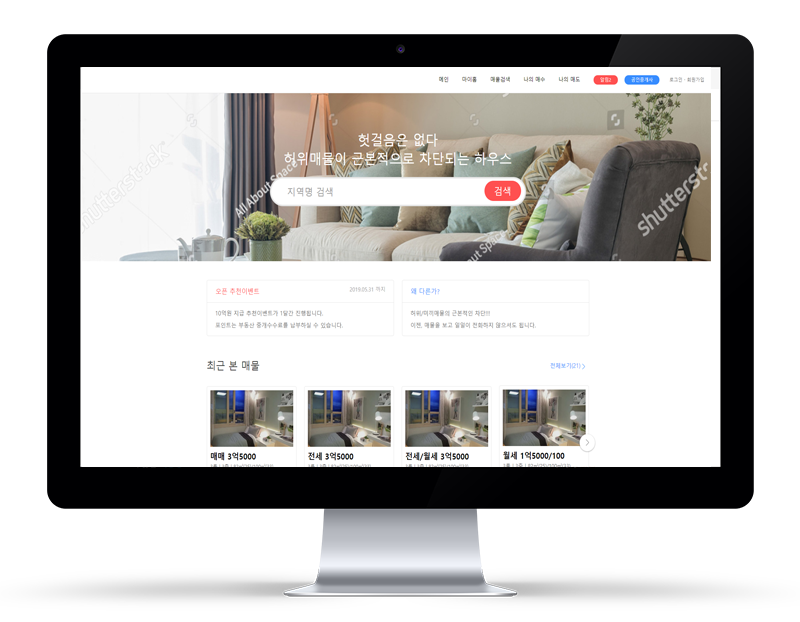 메인 마이홈 매물검색 나의 매수 나의 매도 알림2 공인중개사 로그인 · 회원가입
헛걸음은 없다
허위매물이 근본적으로 차단되는 하우스
지역명 검색 검색
shutterstock
All About Space
shutterstock
오픈 추천이벤트 2019.05.31 까지
10억원 지급 추천이벤트가 1달간 진행됩니다.
포인트는 부동산 중개수수료를 납부하실 수 있습니다.
왜 다른가?
허위/미끼매물의 근본적인 차단!!!
이젠, 매물을 보고 일일이 전화하지 않으셔도 됩니다.
최근 본 매물 전체보기(21) >
매매 3억5000
전세 3억5000
전세/월세 3억5000
월세 1억5000/100